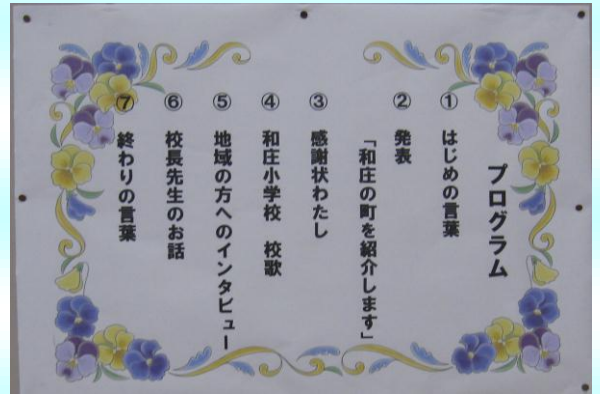 プログラム
① はじめの言葉
② 発表
「和庄の町を紹介します」
③ 感謝状わたし
④ 和庄小学校 校歌
⑤ 地域の方へのインタビュー
⑥ 校長先生のお話
⑦ 終わりの言葉